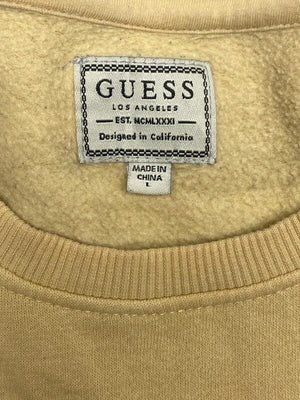 GUESS
LOS ANGELES
EST. MCMLXXXI
Designed in California
MADE IN
CHINA
L